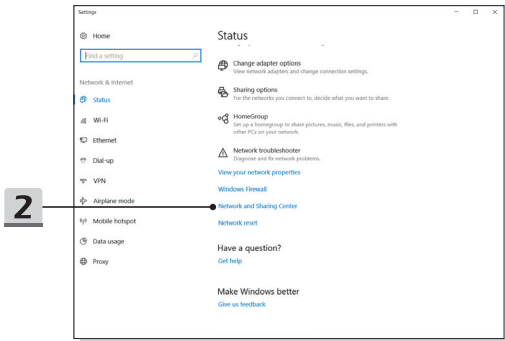 Settings
Home
Find a setting
Network & Internet
Status
Wi-Fi
Ethernet
Dial-up
VPN
Airplane mode
Mobile hotspot
Data usage
Proxy
2
Status
Change adapter options
View network adapters and change connection settings.
Sharing options
For the networks you connect to, decide what you want to share.
HomeGroup
Set up a homegroup to share pictures, music, files, and printers with
other PCs on your network.
Network troubleshooter
Diagnose and fix network problems.
View your network properties
Windows Firewall
Network and Sharing Center
Network reset
Have a question?
Get help
Make Windows better
Give us feedback